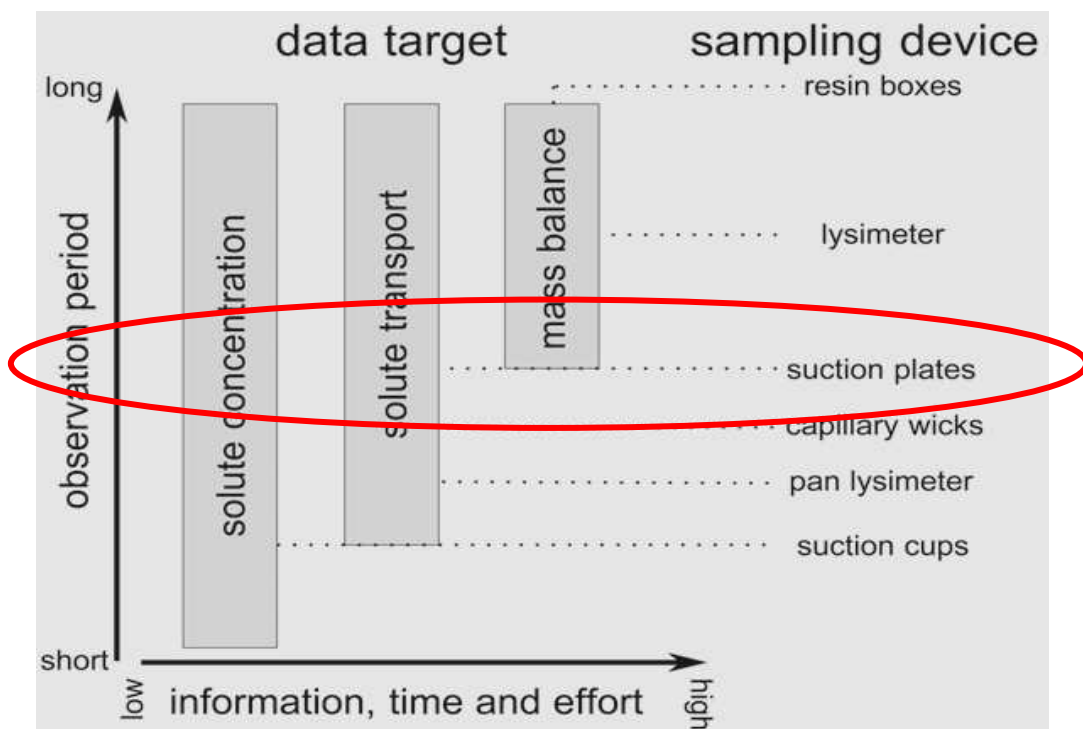 data target
sampling device
long
resin boxes
observation period
solute concentration
solute transport
mass balance
lysimeter
suction plates
capillary wicks
pan lysimeter
suction cups
short
low
information, time and effort
high